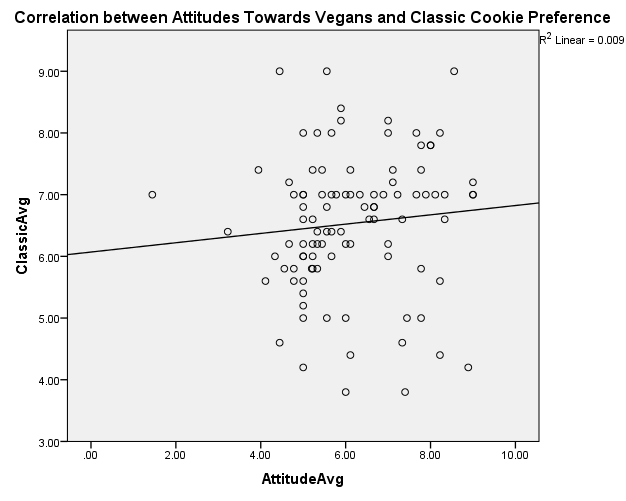 Correlation between Attitudes Towards Vegans and Classic Cookie Preference
R² Linear = 0.009
9.00
8.00
7.00
6.00
5.00
4.00
3.00
ClassicAvg
.00 2.00 4.00 6.00 8.00 10.00
AttitudeAvg